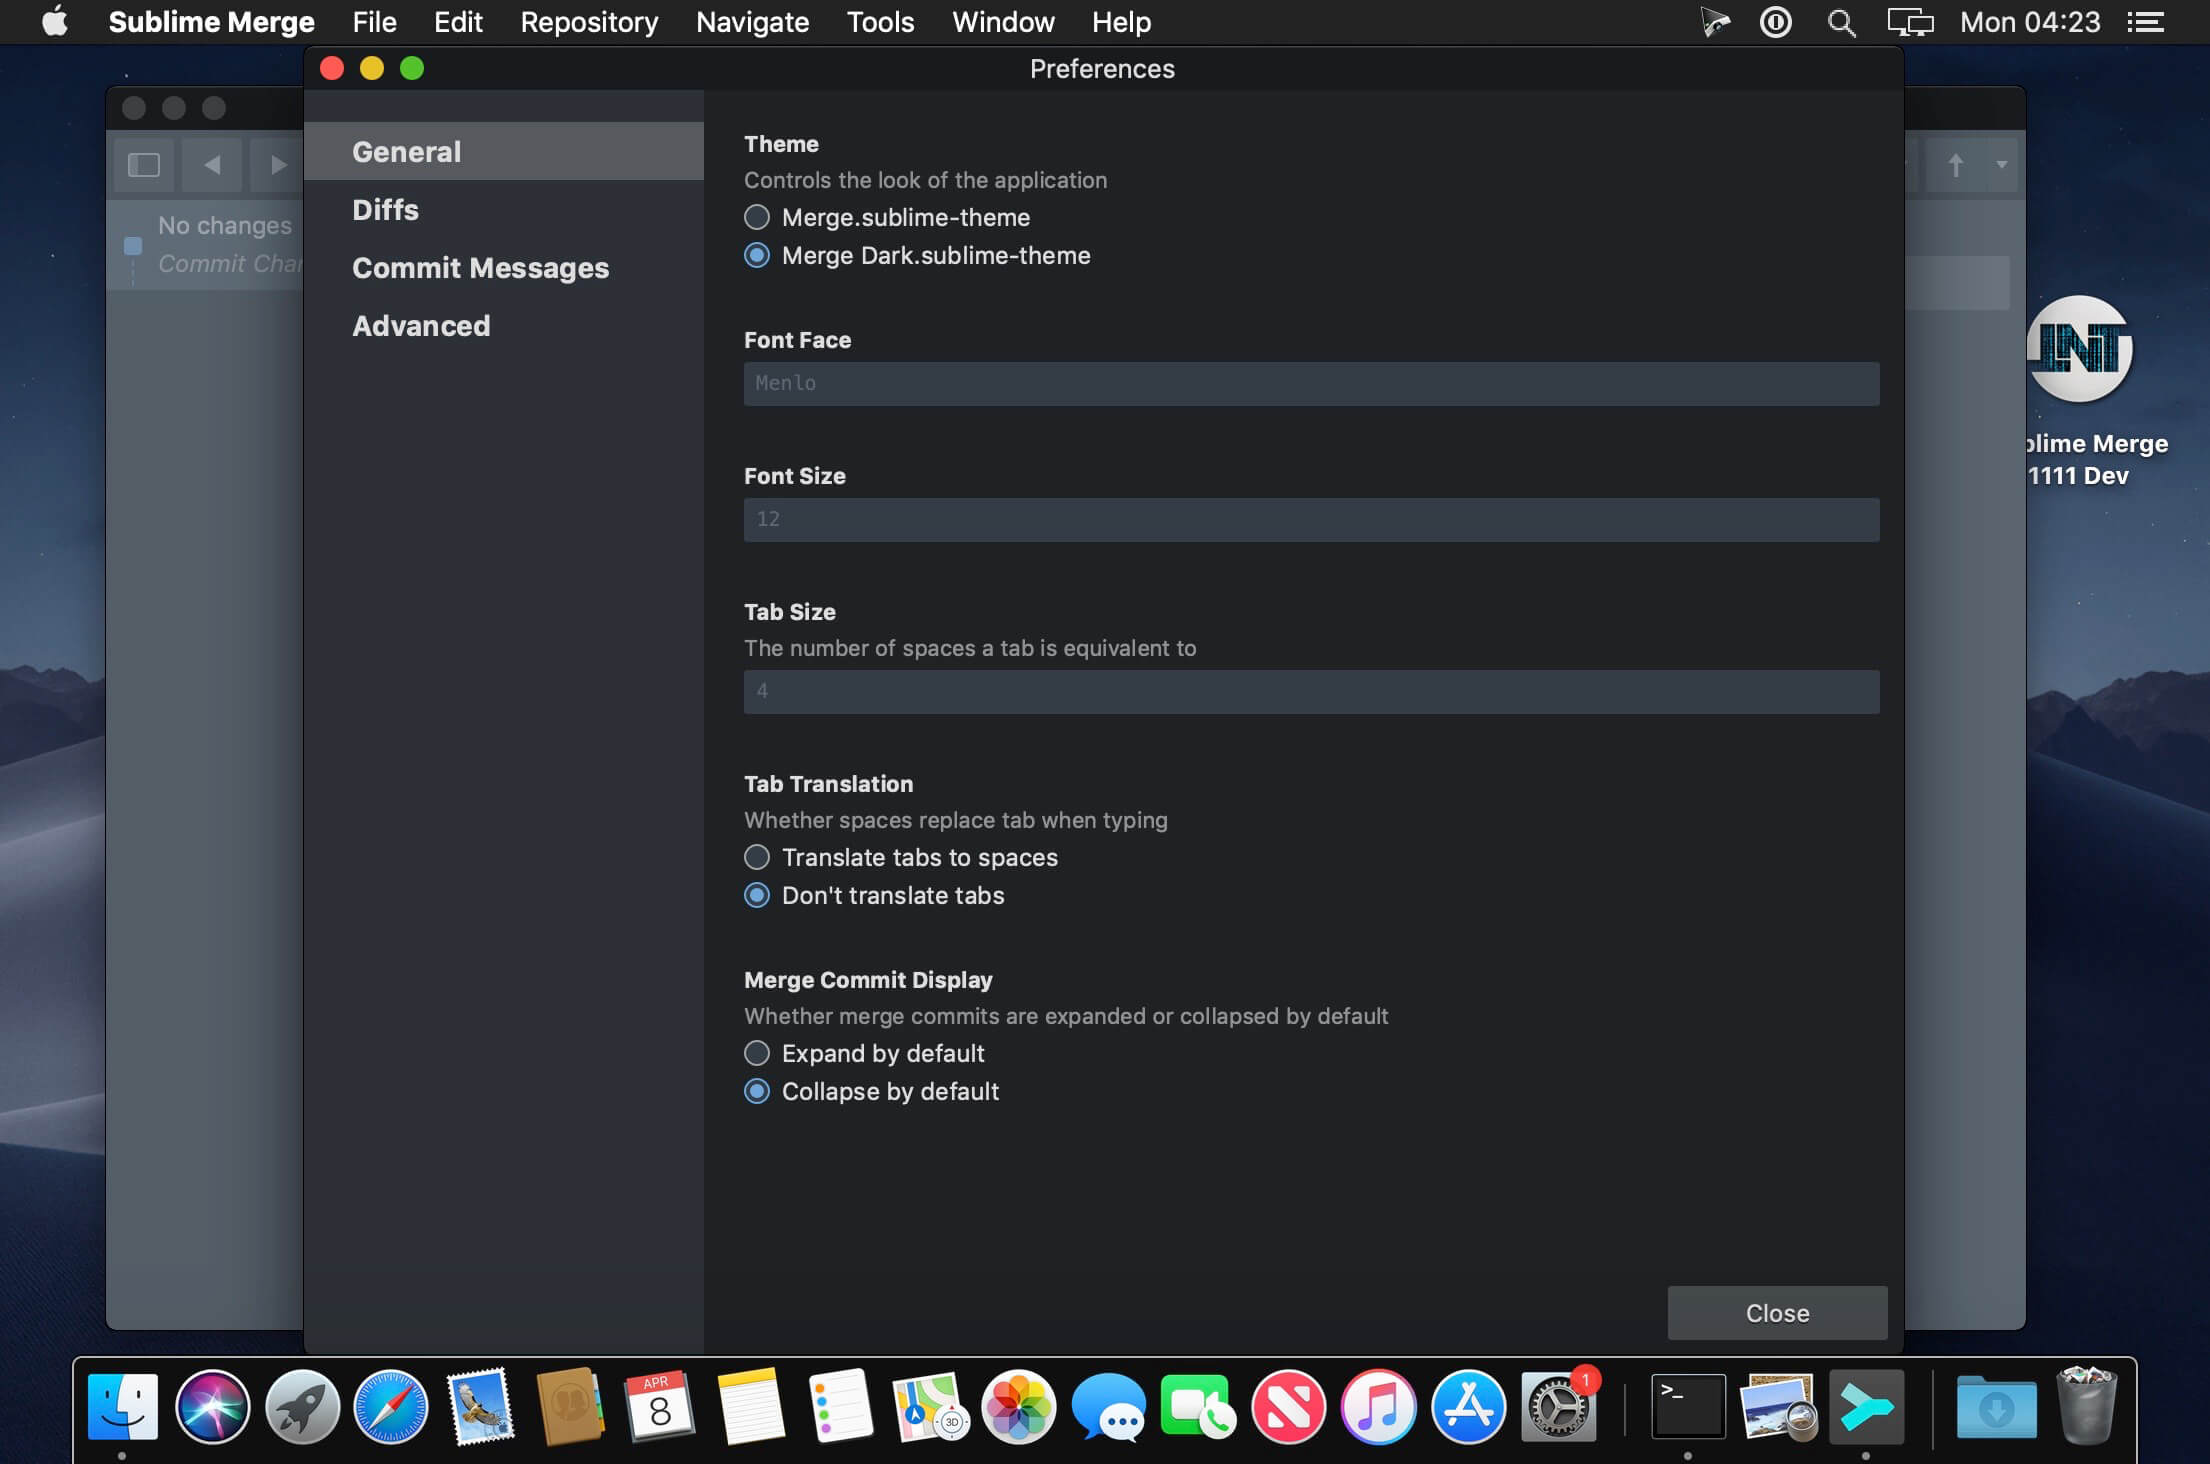 Sublime Merge File Edit Repository Navigate Tools Window Help Mon 04:23
Preferences
No changes
Commit Char
General
Diffs
Commit Messages
Advanced
Theme
Controls the look of the application
Merge.sublime-theme
Merge Dark.sublime-theme
Font Face
Menlo
Font Size
12
Tab Size
The number of spaces a tab is equivalent to
4
Tab Translation
Whether spaces replace tab when typing
Translate tabs to spaces
Don't translate tabs
Merge Commit Display
Whether merge commits are expanded or collapsed by default
Expand by default
Collapse by default
Close
JNT
blime Merge
1111 Dev
APR
8
3D
1
>_